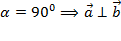 α = 90⁰ ⟹ a⃗ ⊥ b⃗